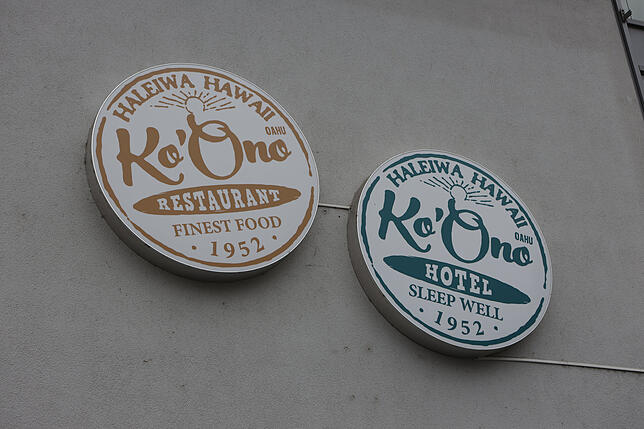 HALEIWA HAWAII
OAHU
Ko'Ono
RESTAURANT
FINEST FOOD
· 1952 ·
HALEIWA HAWAII
OAHU
Ko'Ono
HOTEL
SLEEP WELL
· 1952 ·